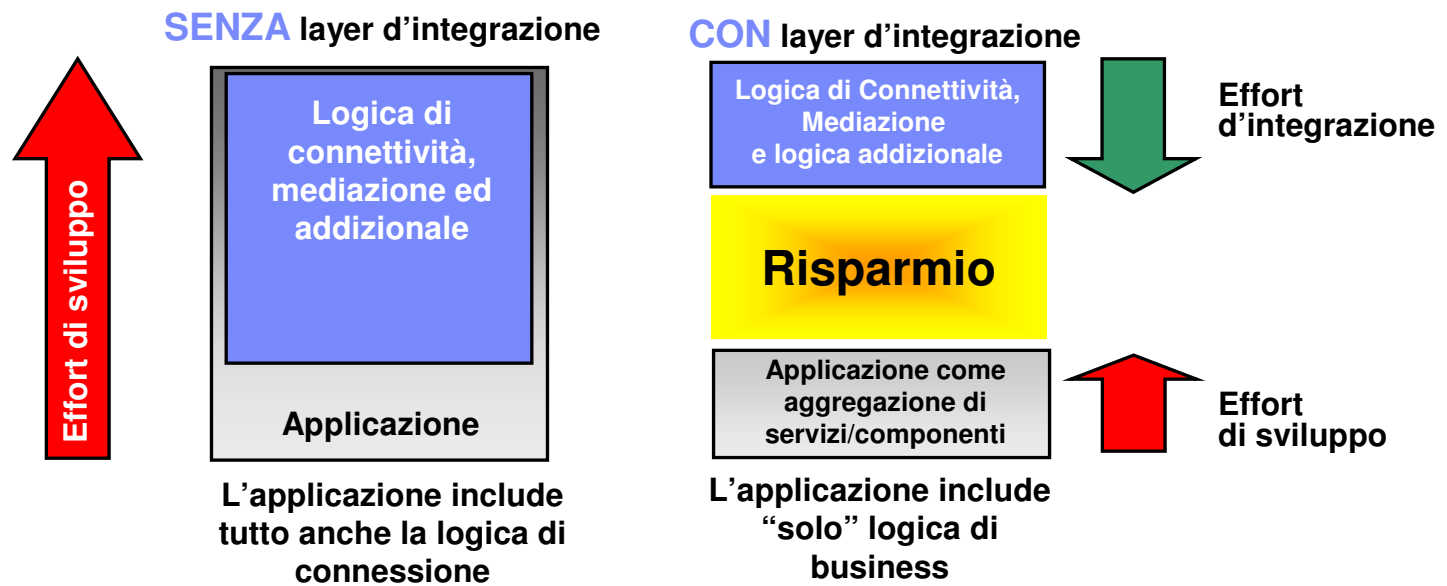 SENZA layer d’integrazione
Effort di sviluppo
Logica di
connettività,
mediazione ed
addizionale
Applicazione
L’applicazione include
tutto anche la logica di
connessione
CON layer d’integrazione
Logica di Connettività,
Mediazione
e logica addizionale
Effort
d’integrazione
Risparmio
Applicazione come
aggregazione di
servizi/componenti
Effort
di sviluppo
L’applicazione include
“solo” logica di
business